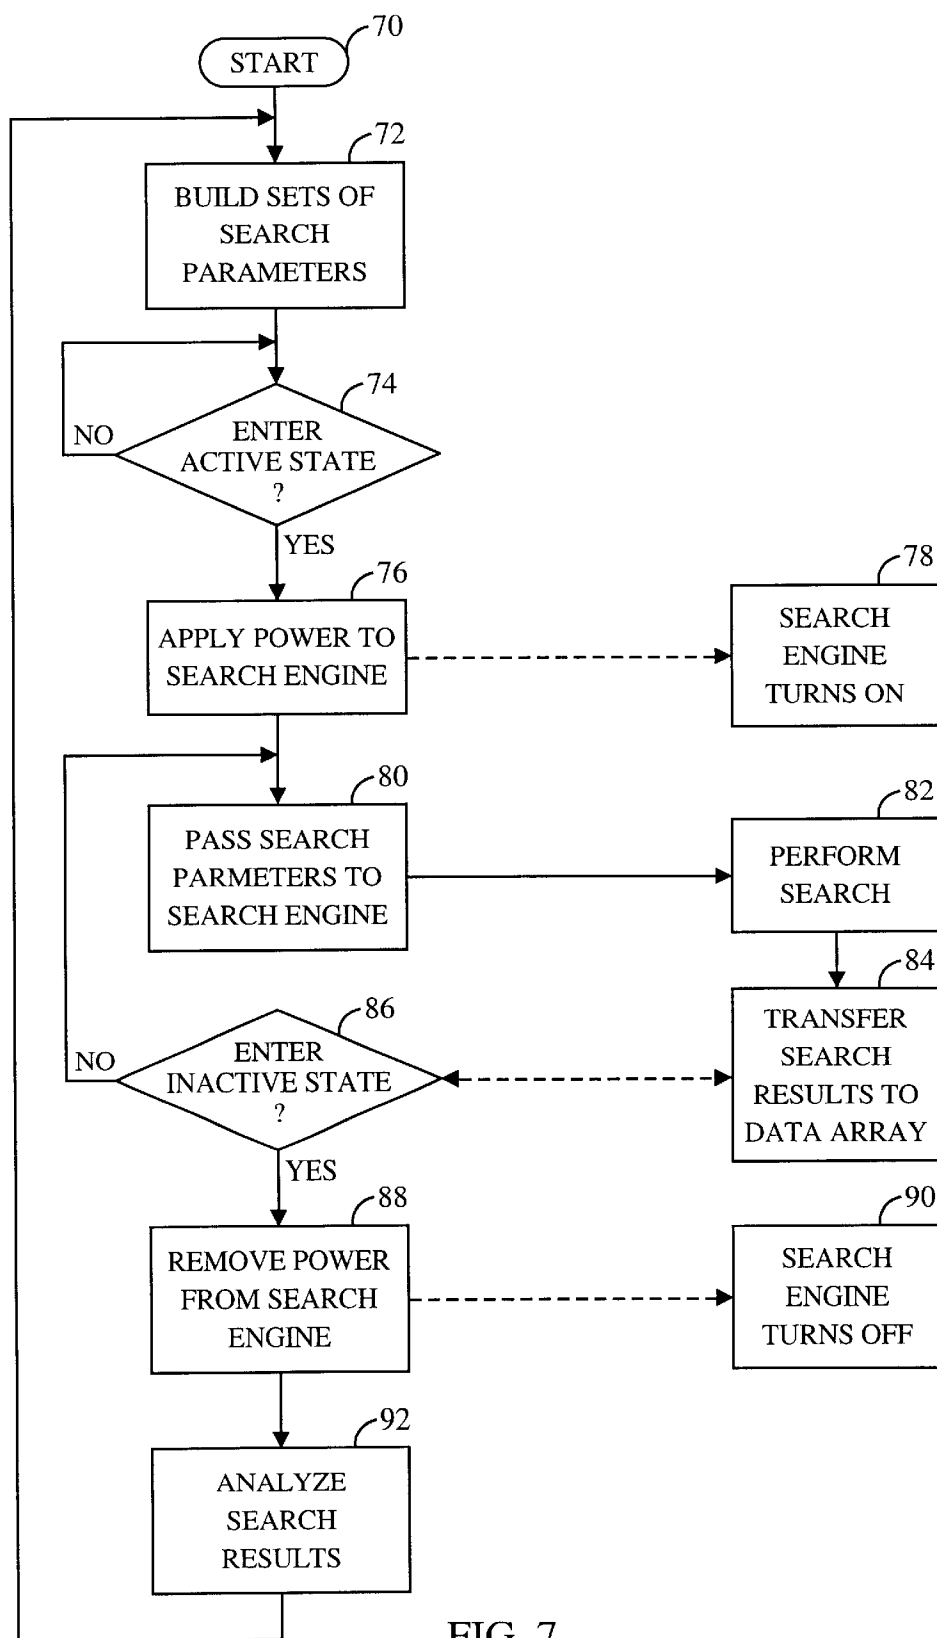 70
START
72
BUILD SETS OF
SEARCH
PARAMETERS
74
NO
ENTER
ACTIVE STATE
?
YES
76
APPLY POWER TO
SEARCH ENGINE
78
SEARCH
ENGINE
TURNS ON
80
PASS SEARCH
PARMETERS TO
SEARCH ENGINE
82
PERFORM
SEARCH
84
TRANSFER
SEARCH
RESULTS TO
DATA ARRAY
86
NO
ENTER
INACTIVE STATE
?
YES
88
REMOVE POWER
FROM SEARCH
ENGINE
90
SEARCH
ENGINE
TURNS OFF
92
ANALYZE
SEARCH
RESULTS
FIG. 7